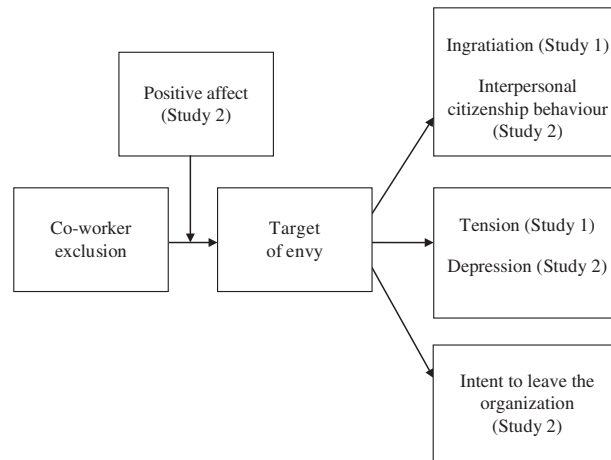 Positive affect
(Study 2)
Co-worker
exclusion
Target
of envy
Ingratiation (Study 1)
Interpersonal
citizenship behaviour
(Study 2)
Tension (Study 1)
Depression (Study 2)
Intent to leave the
organization
(Study 2)